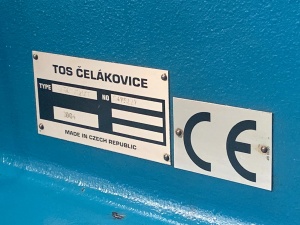 TOS ČELÁKOVICE
TYPE NO
MADE IN CZECH REPUBLIC
CE